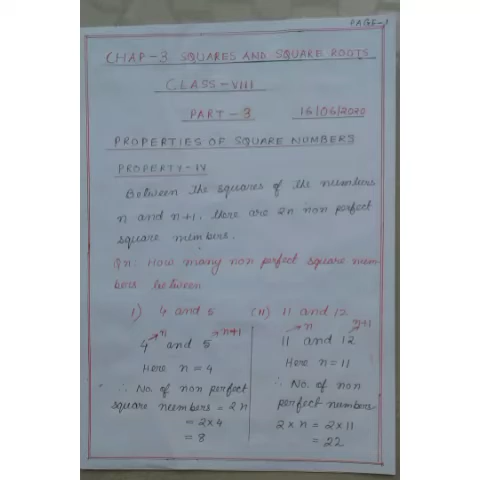 PAGE-1
CHAP-3 SQUARES AND SQUARE ROOTS
CLASS-VIII
PART-3 16/06/2020
PROPERTIES OF SQUARE NUMBERS
PROPERTY-IV
Between the squares of the numbers
n and n+1. there are 2n non perfect
square numbers.
Qn: How many non perfect square num
bers between
i) 4 and 5 (ii) 11 and 12
n n+1
4 and 5
Here n = 4
∴ No. of non perfect
square numbers = 2n
= 2×4
= 8
n n+1
11 and 12
Here n = 11
∴ No. of non
perfect numbers
2×n = 2×11
= 22